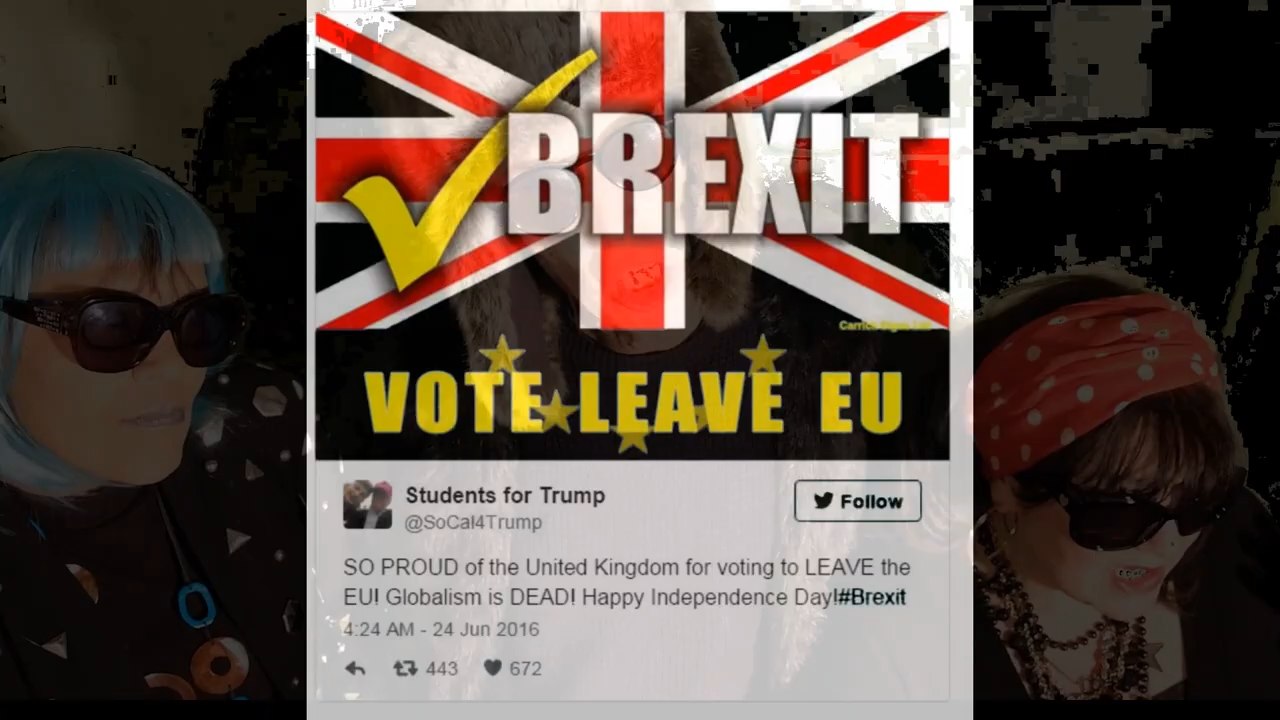 BREXIT
VOTE LEAVE EU
Students for Trump
Follow
@SoCal4Trump
SO PROUD of the United Kingdom for voting to LEAVE the
EU! Globalism is DEAD! Happy Independence Day!#Brexit
4:24 AM - 24 Jun 2016
443 672